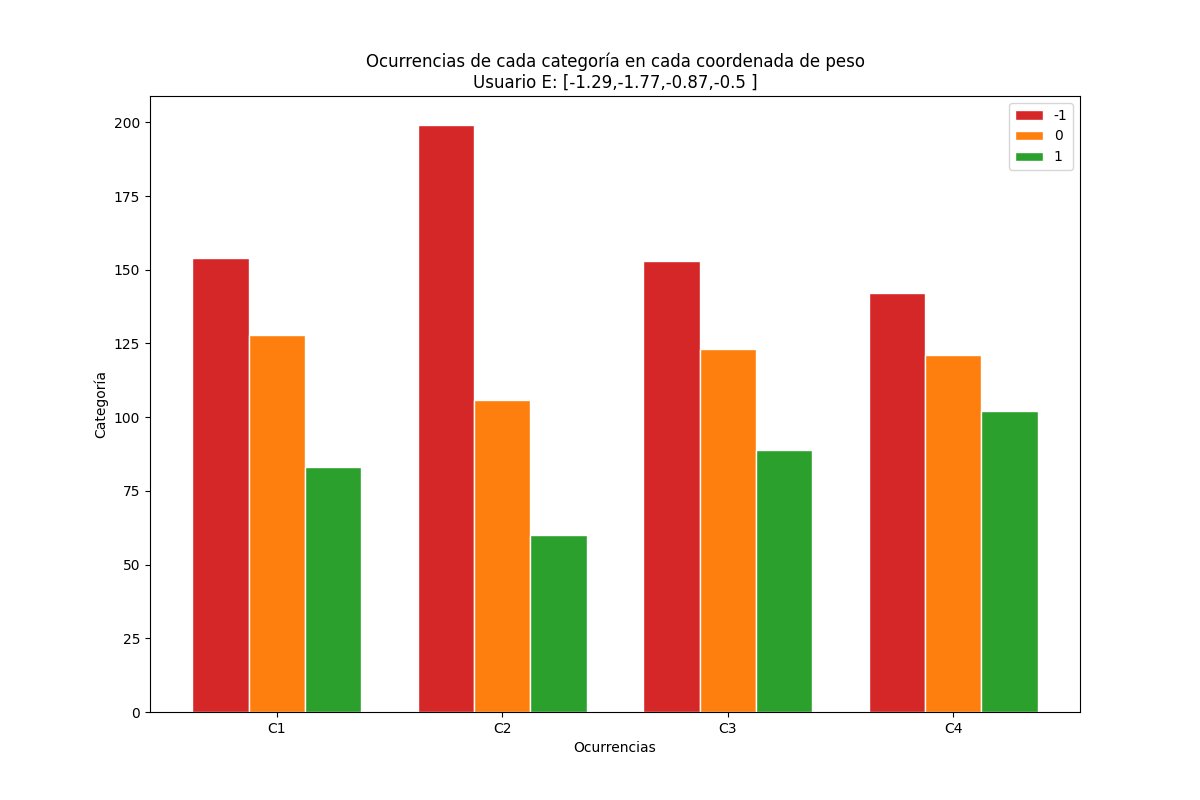 Ocurrencias de cada categoría en cada coordenada de peso
Usuario E: [-1.29,-1.77,-0.87,-0.5 ]
-1
0
1
200
175
150
125
100
75
50
25
0
Categoría
C1
C2
C3
C4
Ocurrencias